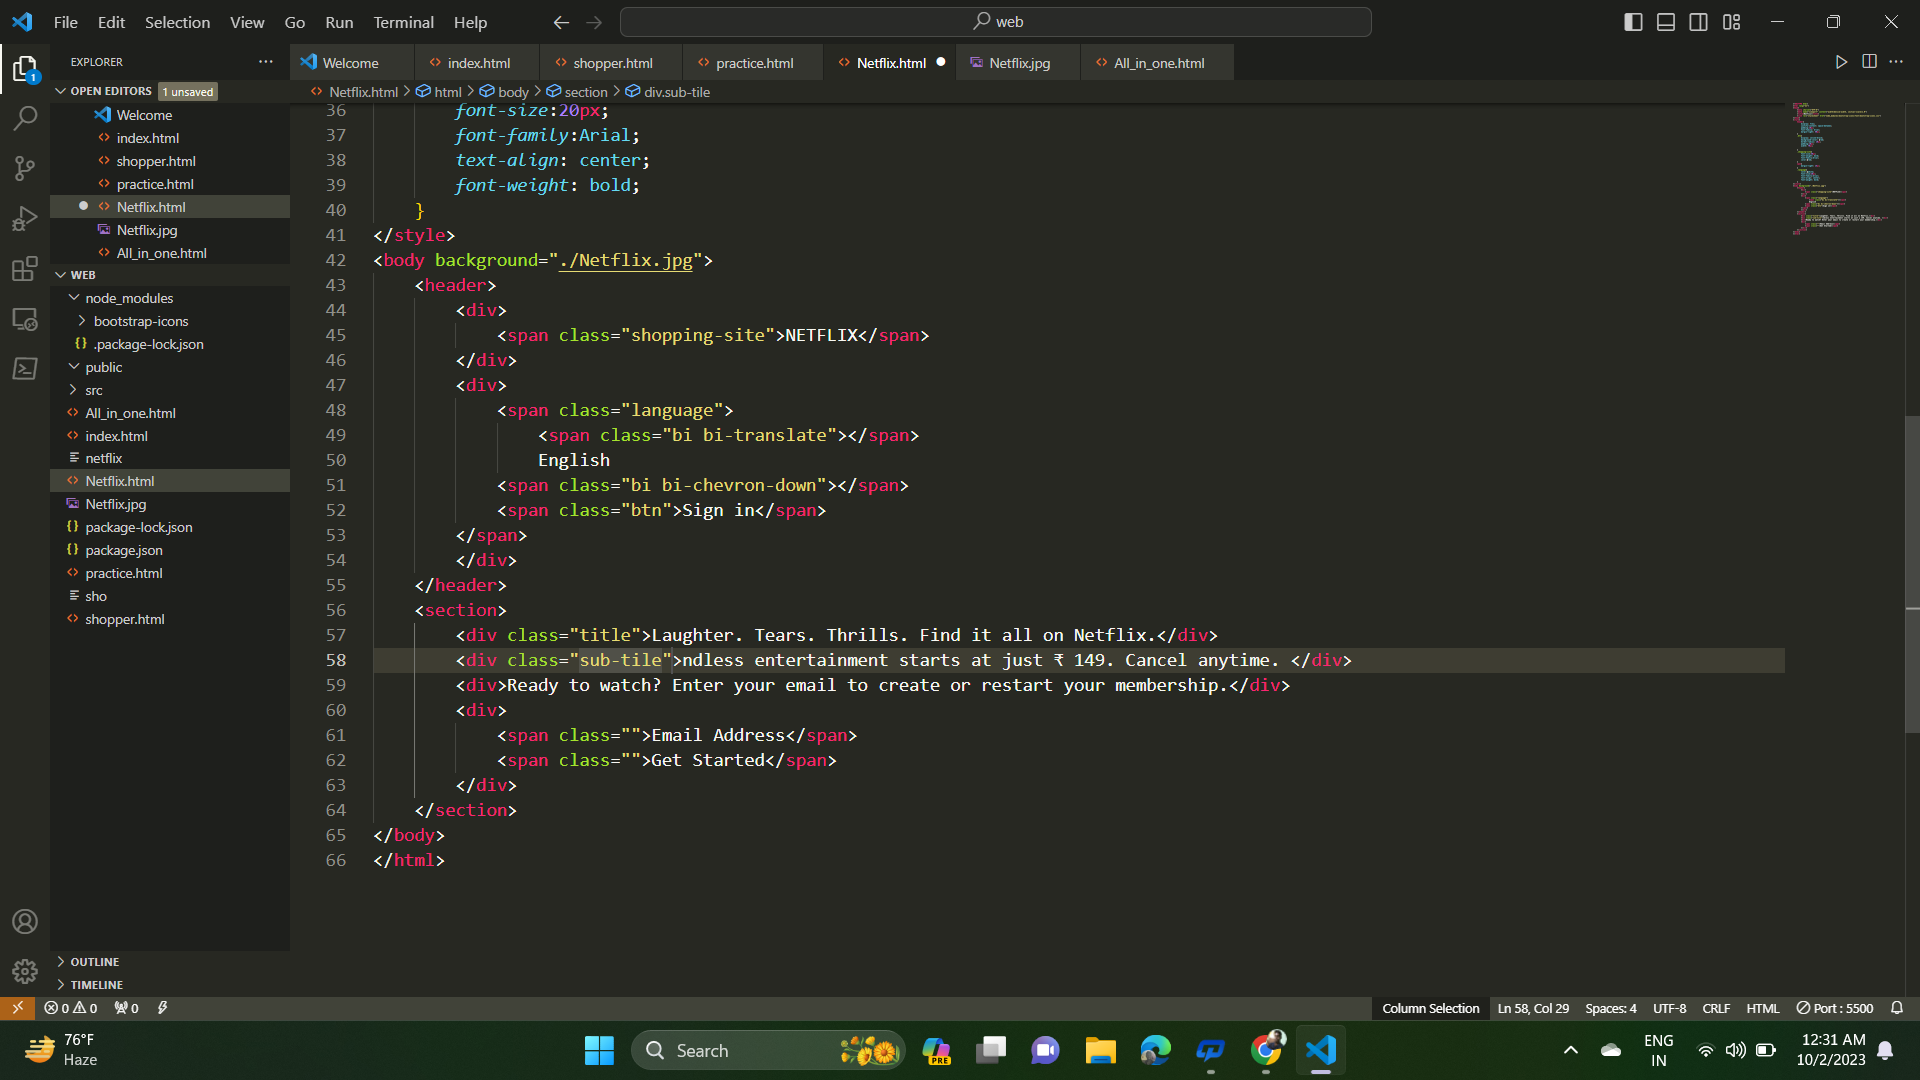 File Edit Selection View Go Run Terminal Help
web
EXPLORER
Welcome
index.html
shopper.html
practice.html
Netflix.html
Netflix.jpg
All_in_one.html
OPEN EDITORS 1 unsaved
Welcome
index.html
shopper.html
practice.html
Netflix.html
Netflix.jpg
All_in_one.html
WEB
node_modules
bootstrap-icons
{} .package-lock.json
public
src
All_in_one.html
index.html
netflix
Netflix.html
Netflix.jpg
{} package-lock.json
{} package.json
practice.html
sho
shopper.html
OUTLINE
TIMELINE
1
Netflix.html > html > body > section > div.sub-tile
36 font-size:20px;
37 font-family:Arial;
38 text-align: center;
39 font-weight: bold;
40 }
41 </style>
42 <body background="./Netflix.jpg">
43 <header>
44 <div>
45 <span class="shopping-site">NETFLIX</span>
46 </div>
47 <div>
48 <span class="language">
49 <span class="bi bi-translate"></span>
50 English
51 <span class="bi bi-chevron-down"></span>
52 <span class="btn">Sign in</span>
53 </span>
54 </div>
55 </header>
56 <section>
57 <div class="title">Laughter. Tears. Thrills. Find it all on Netflix.</div>
58 <div class="sub-tile">ndless entertainment starts at just ₹ 149. Cancel anytime. </div>
59 <div>Ready to watch? Enter your email to create or restart your membership.</div>
60 <div>
61 <span class="">Email Address</span>
62 <span class="">Get Started</span>
63 </div>
64 </section>
65 </body>
66 </html>
0 0 0
Column Selection Ln 58, Col 29 Spaces: 4 UTF-8 CRLF HTML Port : 5500
76°F
Haze
Search
PRE
ENG
IN
12:31 AM
10/2/2023